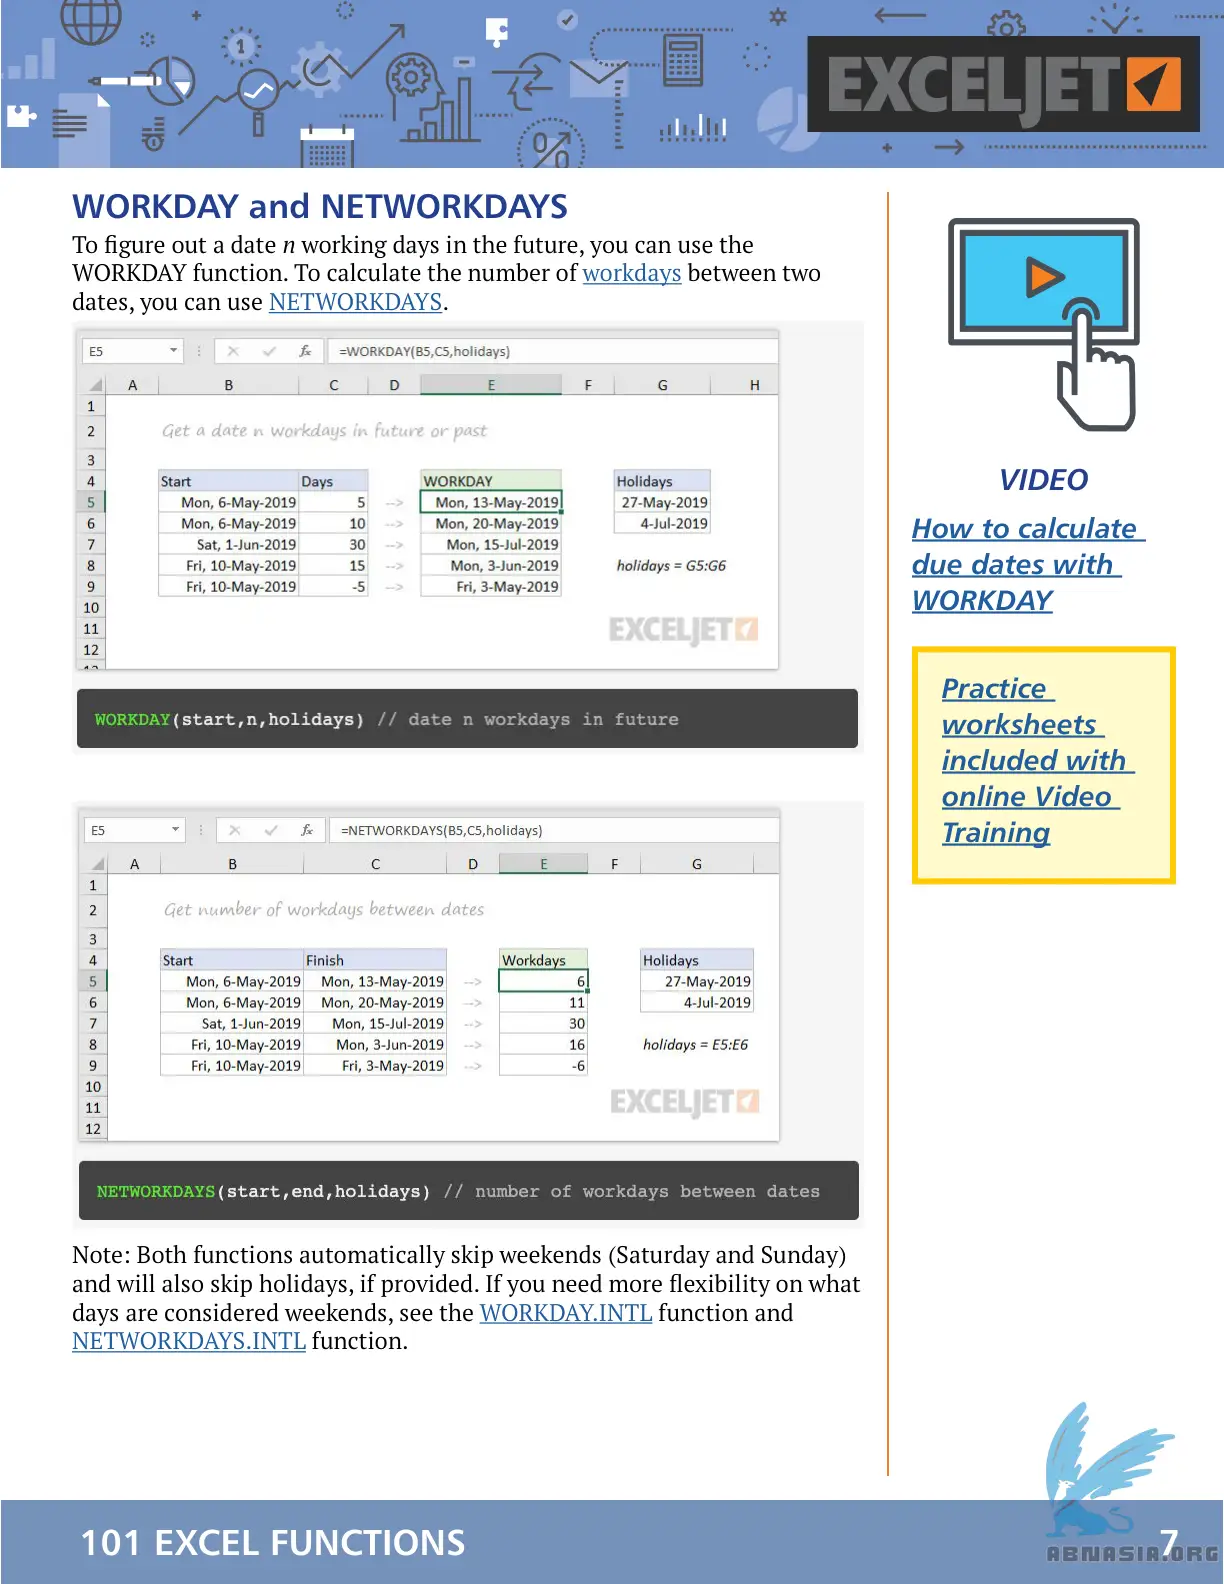 EXCELJET
WORKDAY and NETWORKDAYS
To figure out a date n working days in the future, you can use the
WORKDAY function. To calculate the number of workdays between two
dates, you can use NETWORKDAYS.
E5 fx =WORKDAY(B5,C5,holidays)
A B C D E F G H
1
2 Get a date n workdays in future or past
3
4 Start Days WORKDAY Holidays
5 Mon, 6-May-2019 5 --> Mon, 13-May-2019 27-May-2019
6 Mon, 6-May-2019 10 --> Mon, 20-May-2019 4-Jul-2019
7 Sat, 1-Jun-2019 30 --> Mon, 15-Jul-2019
8 Fri, 10-May-2019 15 --> Mon, 3-Jun-2019 holidays = G5:G6
9 Fri, 10-May-2019 -5 --> Fri, 3-May-2019
10
11 EXCELJET
12
WORKDAY(start,n,holidays) // date n workdays in future
E5 fx =NETWORKDAYS(B5,C5,holidays)
A B C D E F G
1
2 Get number of workdays between dates
3
4 Start Finish Workdays Holidays
5 Mon, 6-May-2019 Mon, 13-May-2019 --> 6 27-May-2019
6 Mon, 6-May-2019 Mon, 20-May-2019 --> 11 4-Jul-2019
7 Sat, 1-Jun-2019 Mon, 15-Jul-2019 --> 30
8 Fri, 10-May-2019 Mon, 3-Jun-2019 --> 16 holidays = E5:E6
9 Fri, 10-May-2019 Fri, 3-May-2019 --> -6
10
11 EXCELJET
12
NETWORKDAYS(start,end,holidays) // number of workdays between dates
Note: Both functions automatically skip weekends (Saturday and Sunday)
and will also skip holidays, if provided. If you need more flexibility on what
days are considered weekends, see the WORKDAY.INTL function and
NETWORKDAYS.INTL function.
VIDEO
How to calculate
due dates with
WORKDAY
Practice
worksheets
included with
online Video
Training
101 EXCEL FUNCTIONS 7
ABNASIA.ORG